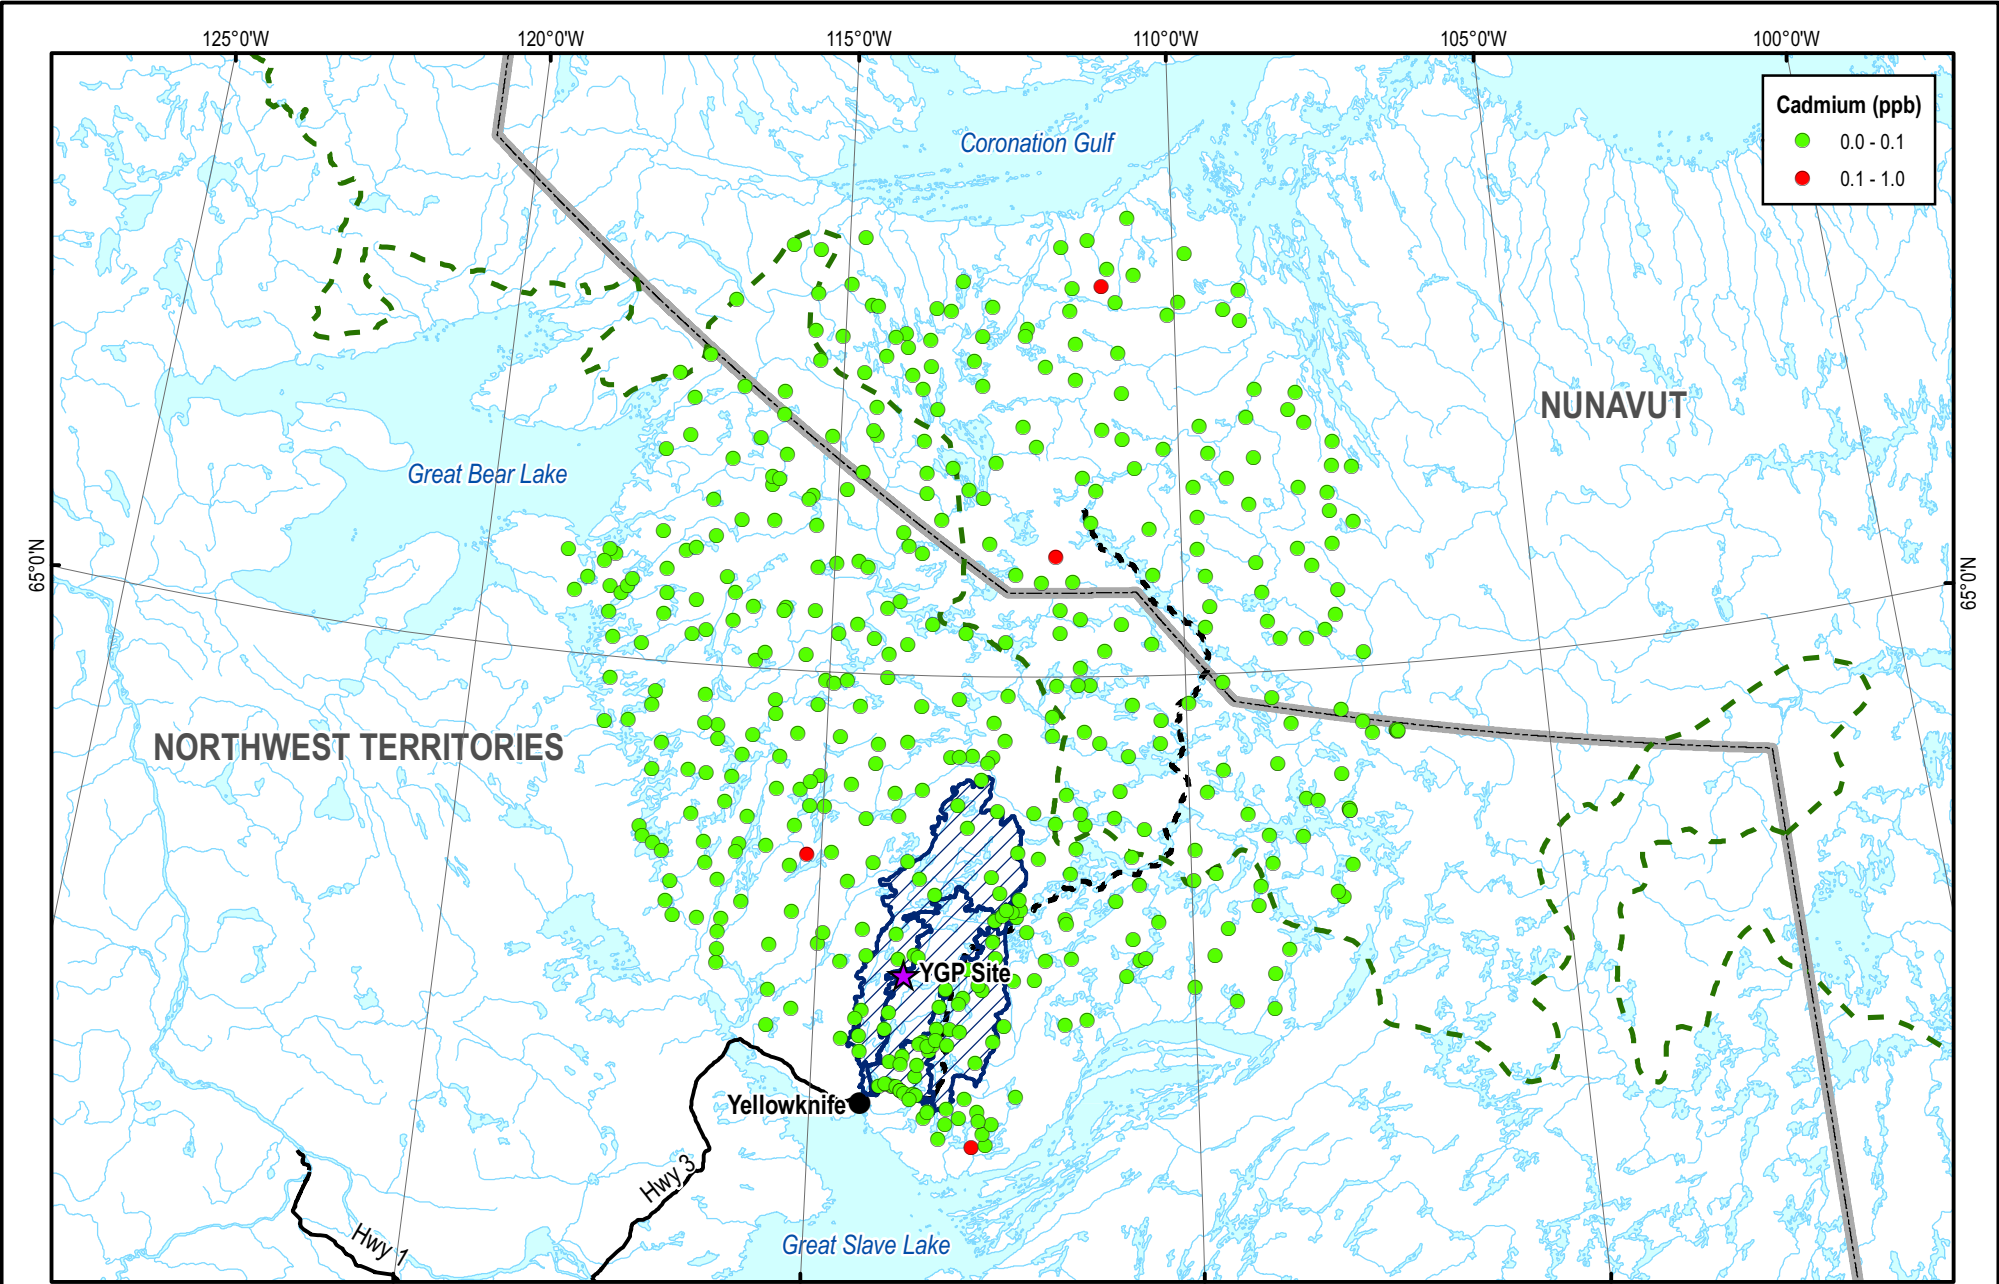 125°0'W 120°0'W 115°0'W 110°0'W 105°0'W 100°0'W
Cadmium (ppb)
0.0 - 0.1
0.1 - 1.0
Coronation Gulf
NUNAVUT
Great Bear Lake
65°0'N
65°0'N
NORTHWEST TERRITORIES
YGP Site
Yellowknife
Hwy 3
Hwy 1
Great Slave Lake